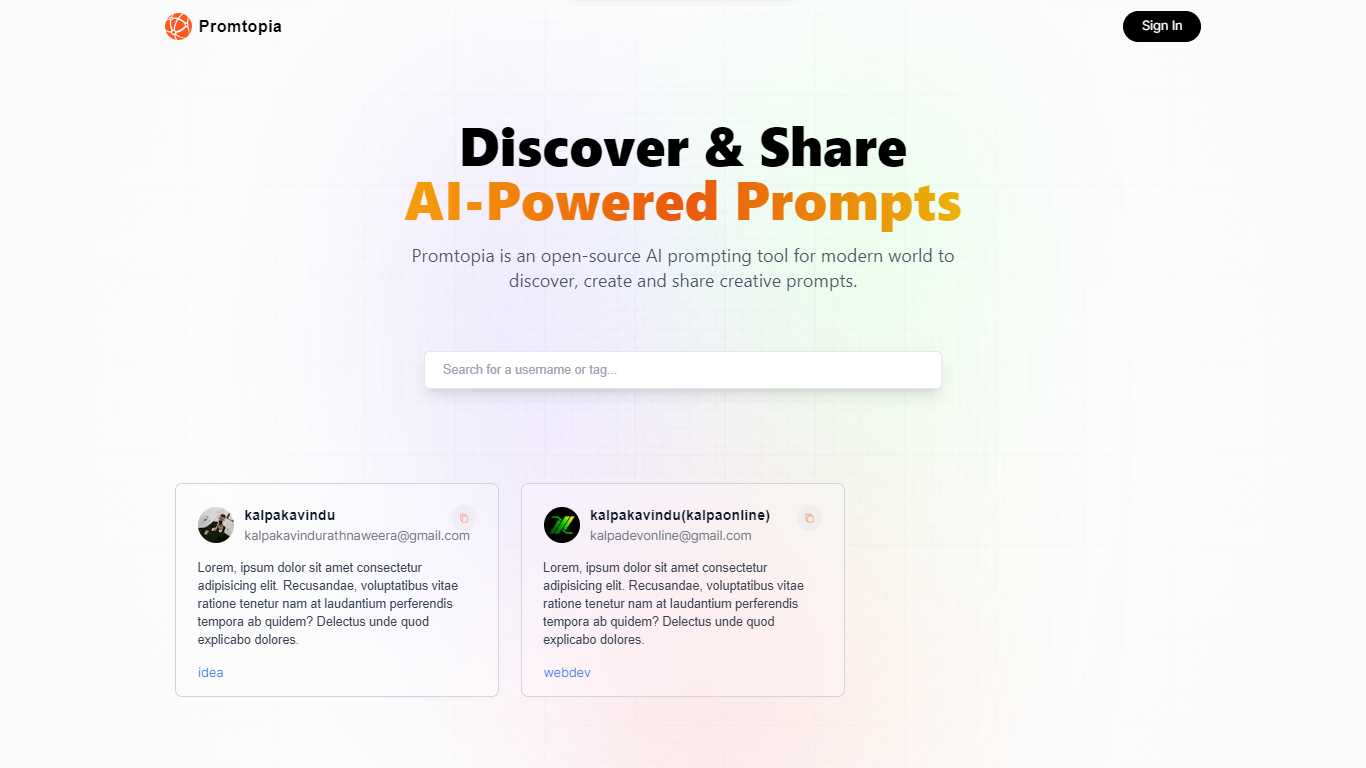 Promtopia
Sign In
Discover & Share
AI-Powered Prompts
Promtopia is an open-source AI prompting tool for modern world to
discover, create and share creative prompts.
Search for a username or tag...
kalpakavindu
kalpakavindurathnaweera@gmail.com
Lorem, ipsum dolor sit amet consectetur
adipisicing elit. Recusandae, voluptatibus vitae
ratione tenetur nam at laudantium perferendis
tempora ab quidem? Delectus unde quod
explicabo dolores.
idea
kalpakavindu(kalpaonline)
kalpadevonline@gmail.com
Lorem, ipsum dolor sit amet consectetur
adipisicing elit. Recusandae, voluptatibus vitae
ratione tenetur nam at laudantium perferendis
tempora ab quidem? Delectus unde quod
explicabo dolores.
webdev